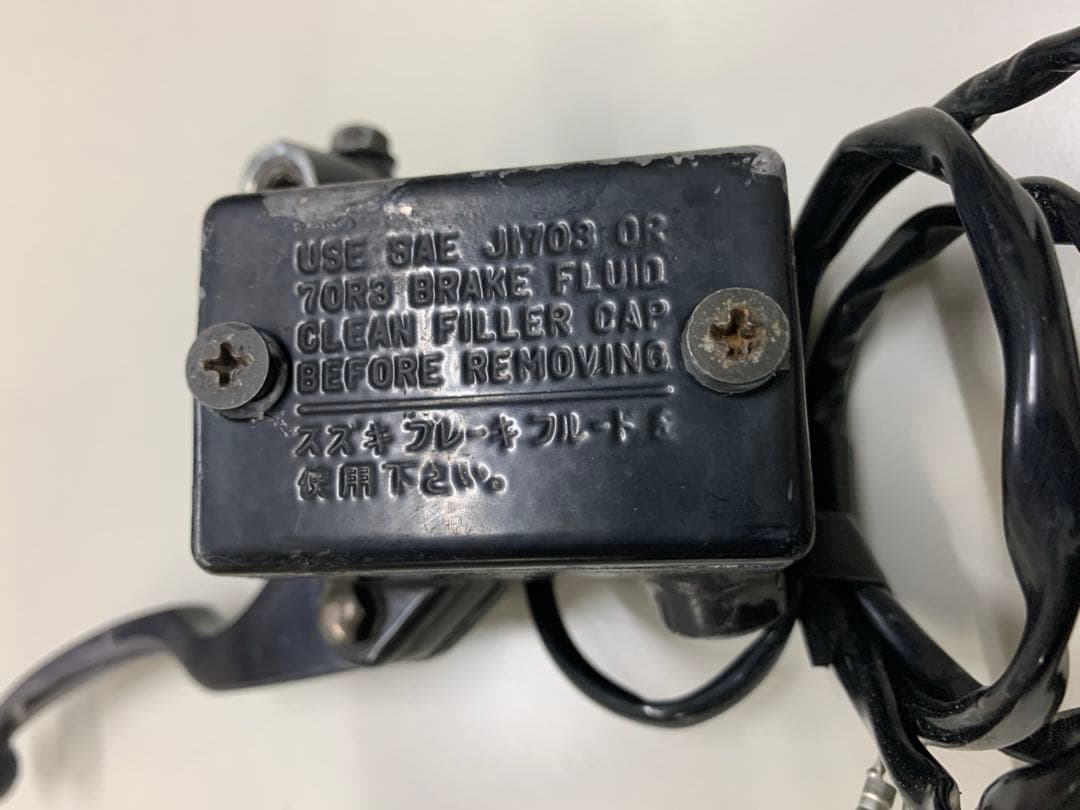 USE SAE J1703 OR
70R3 BRAKE FLUID
CLEAN FILLER CAP
BEFORE REMOVING
スズキ ブレーキ フルードを
使用下さい。